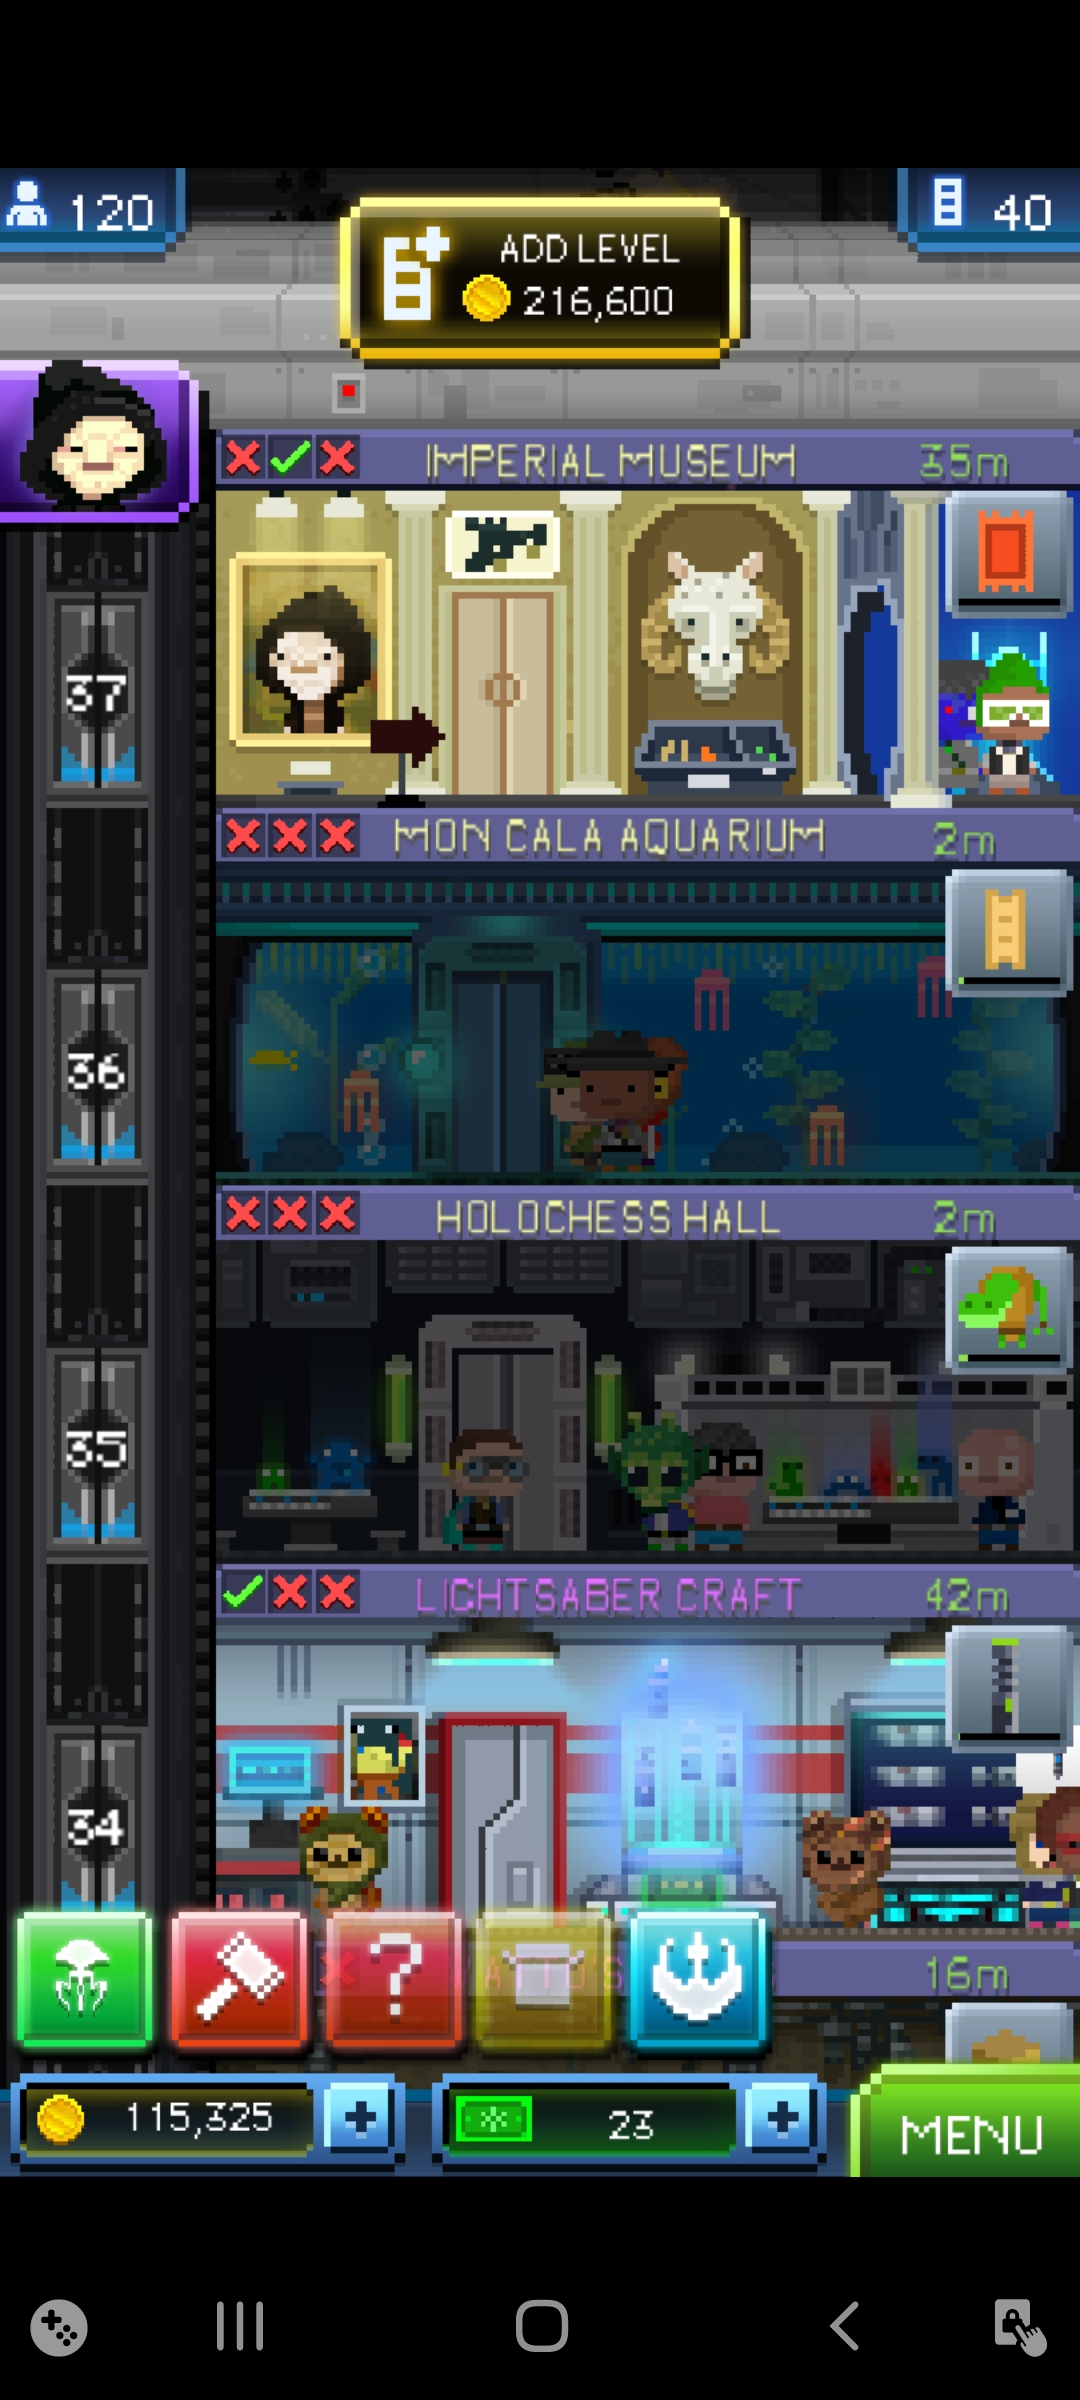 120
ADD LEVEL
216,600
40
IMPERIAL MUSEUM 35m
37
MON CALA AQUARIUM 2m
36
HOLOCHESS HALL 2m
35
LIGHTSABER CRAFT 42m
34
?
16m
115,325 +
23 +
MENU